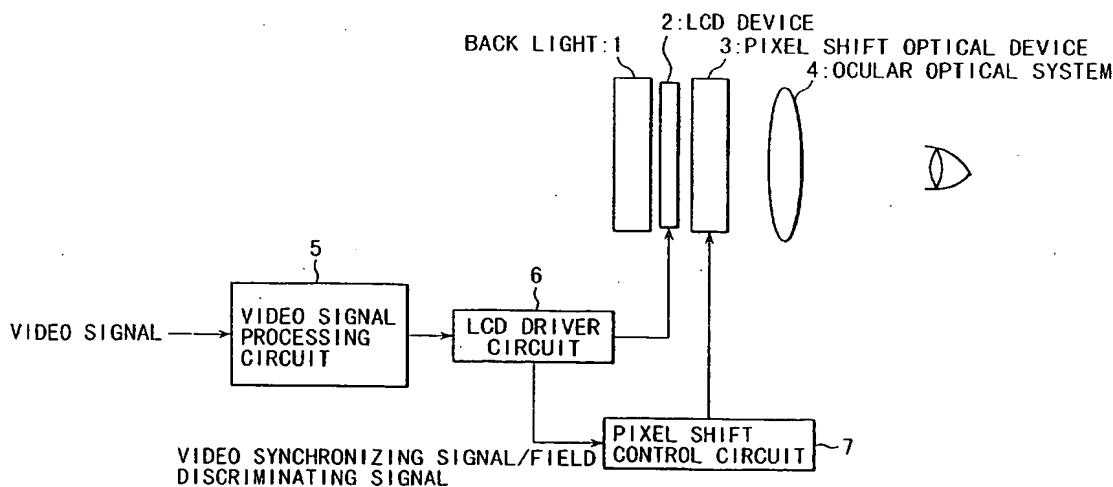 2:LCD DEVICE
BACK LIGHT:1
3:PIXEL SHIFT OPTICAL DEVICE
4:OCULAR OPTICAL SYSTEM
5
6
VIDEO SIGNAL
VIDEO SIGNAL
PROCESSING
CIRCUIT
LCD DRIVER
CIRCUIT
PIXEL SHIFT
CONTROL CIRCUIT
7
VIDEO SYNCHRONIZING SIGNAL/FIELD
DISCRIMINATING SIGNAL